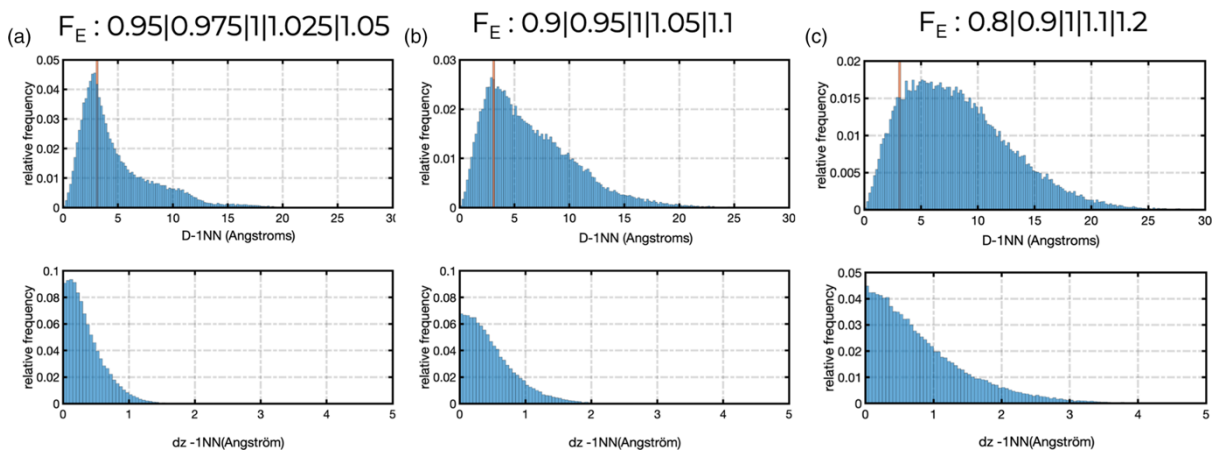 (a) F_E : 0.95|0.975|1|1.025|1.05
0.05
0.04
0.03
0.02
0.01
0
relative frequency
0 5 10 15 20 25 30
D-1NN (Angstroms)
0.1
0.08
0.06
0.04
0.02
0
relative frequency
0 1 2 3 4 5
dz -1NN(Angström)
(b) F_E : 0.9|0.95|1|1.05|1.1
0.03
0.02
0.01
0
relative frequency
0 5 10 15 20 25 30
D-1NN (Angstroms)
0.1
0.08
0.06
0.04
0.02
0
relative frequency
0 1 2 3 4 5
dz -1NN(Angström)
(c) F_E : 0.8|0.9|1|1.1|1.2
0.02
0.015
0.01
0.005
0
relative frequency
0 5 10 15 20 25 30
D-1NN (Angstroms)
0.05
0.04
0.03
0.02
0.01
0
relative frequency
0 1 2 3 4 5
dz -1NN(Angström)